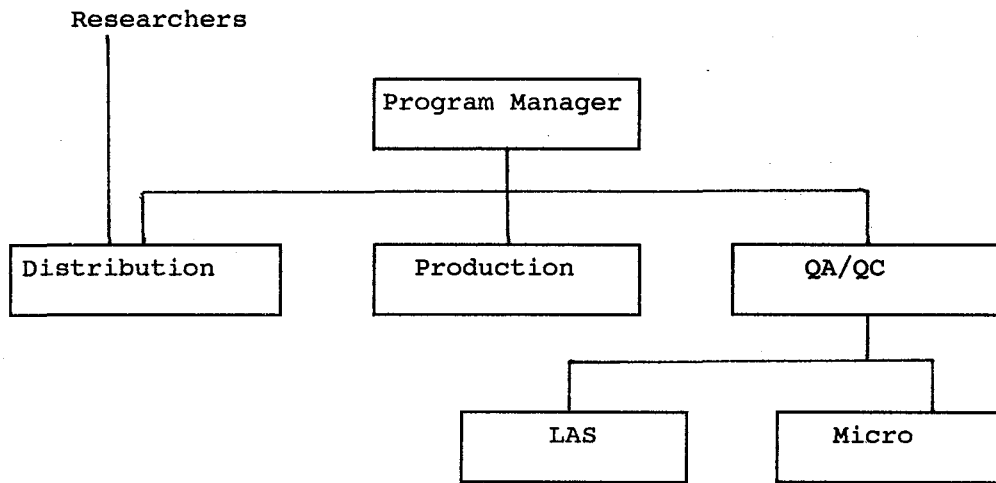 Researchers
Program Manager
Distribution
Production
QA/QC
LAS
Micro